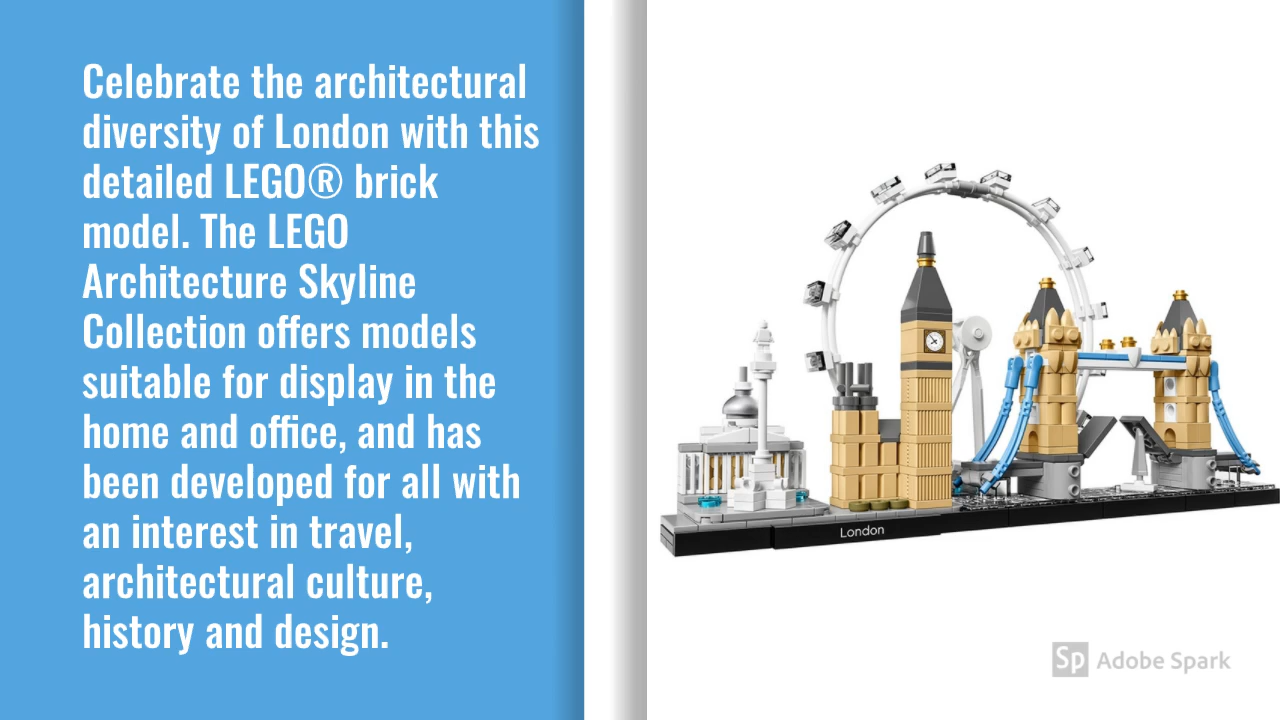 Celebrate the architectural
diversity of London with this
detailed LEGO® brick
model. The LEGO
Architecture Skyline
Collection offers models
suitable for display in the
home and office, and has
been developed for all with
an interest in travel,
architectural culture,
history and design.
London
Sp Adobe Spark